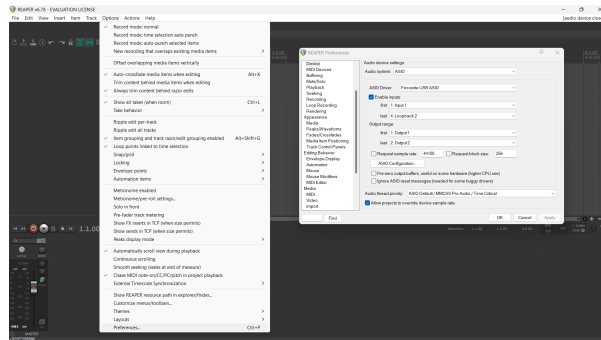 REAPER v6.78 - EVALUATION LICENSE
File Edit View Insert Item Track Options Actions Help
[audio device clos
Record mode: normal
Record mode: time selection auto punch
Record mode: auto-punch selected items
New recording that overlaps existing media items
Offset overlapping media items vertically
Auto-crossfade media items when editing Alt+X
Trim content behind media items when editing
Always trim content behind razor edits
Show all takes (when room) Ctrl+L
Take behavior
Ripple edit per-track
Ripple edit all tracks
Item grouping and track razor/edit grouping enabled Alt+Shift+G
Loop points linked to time selection
Snap/grid
Locking
Envelope points
Automation items
Metronome enabled
Metronome/pre-roll settings...
Solo in front
Pre-fader track metering
Show FX inserts in TCP (when size permits)
Show sends in TCP (when size permits)
Peaks display mode
Automatically scroll view during playback
Continuous scrolling
Smooth seeking (seeks at end of measure)
Chase MIDI note-on/CC/PC/pitch in project playback
External Timecode Synchronization
Show REAPER resource path in explorer/finder...
Customize menus/toolbars...
Themes
Layouts
Preferences... Ctrl+P
REAPER Preferences
Device
MIDI Devices
Buffering
Mute/Solo
Playback
Seeking
Recording
Loop Recording
Rendering
Appearance
Media
Peaks/Waveforms
Fades/Crossfades
Media Item Positioning
Track Control Panels
Editing Behavior
Envelope Display
Automation
Mouse
Mouse Modifiers
MIDI Editor
Media
MIDI
Video
Import
Find
Audio device settings
Audio system: ASIO
ASIO Driver: Focusrite USB ASIO
Enable inputs:
first 1: Input 1
last 4: Loopback 2
Output range:
first 1: Output 1
last 2: Output 2
Request sample rate: 44100 Request block size: 256
ASIO Configuration...
Pre-zero output buffers, useful on some hardware (higher CPU use)
Ignore ASIO reset messages (needed for some buggy drivers)
Audio thread priority: ASIO Default / MMCSS Pro Audio / Time Critical
Allow projects to override device sample rate
OK Cancel Apply
1.1.00
MASTER